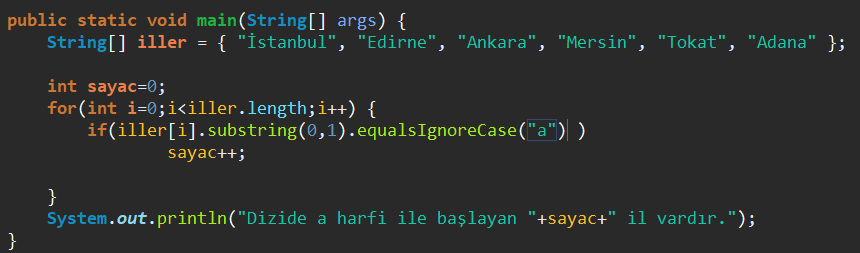 public static void main(String[] args) {
String[] iller = { "İstanbul", "Edirne", "Ankara", "Mersin", "Tokat", "Adana" };
int sayac=0;
for(int i=0;i<iller.length;i++) {
if(iller[i].substring(0,1).equalsIgnoreCase("a") )
sayac++;
}
System.out.println("Dizide a harfi ile başlayan "+sayac+" il vardır.");
}